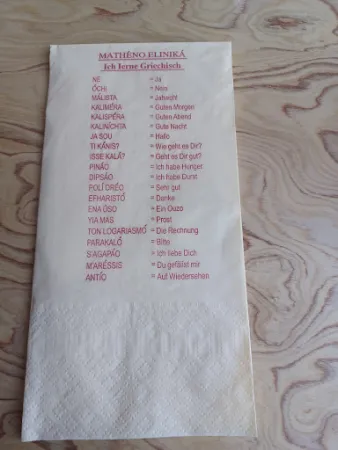 MATHÉNO ELINIKÁ
Ich lerne Griechisch
NE = Ja
ÓCHI = Nein
MÁLISTA = Jahwohl
KALIMÉRA = Guten Morgen
KALISPÉRA = Guten Abend
KALINÍCHTA = Gute Nacht
JA SOU = Hallo
TI KÁNIS? = Wie geht es Dir?
ISSE KALÁ? = Geht es Dir gut?
PINÁO = Ich habe Hunger
DIPSÁO = Ich habe Durst
POLÍ ORÉO = Sehr gut
EFHARISTÓ = Danke
ENA ÚSO = Ein Ouzo
YIA MAS = Prost
TON LOGARIASMÓ = Die Rechnung
PARAKALÓ = Bitte
S'AGAPÁO = Ich liebe Dich
M'ARÉSSIS = Du gefällst mir
ANTÍO = Auf Wiedersehen